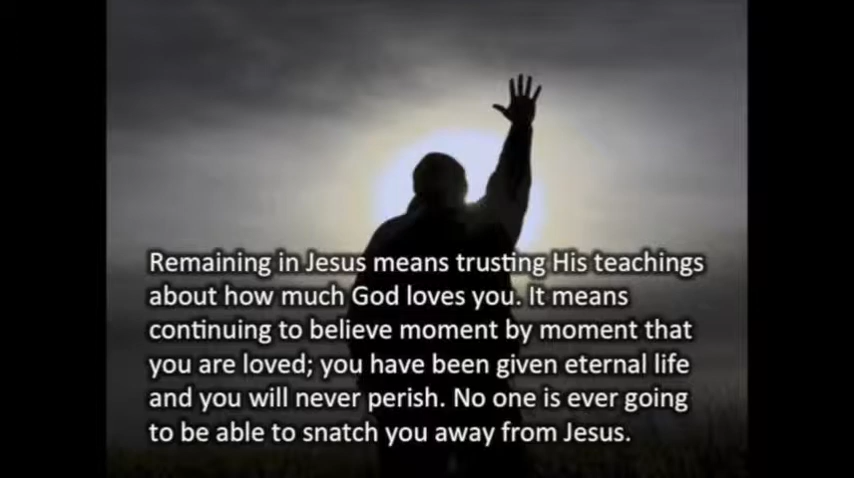 Remaining in Jesus means trusting His teachings
about how much God loves you. It means
continuing to believe moment by moment that
you are loved; you have been given eternal life
and you will never perish. No one is ever going
to be able to snatch you away from Jesus.